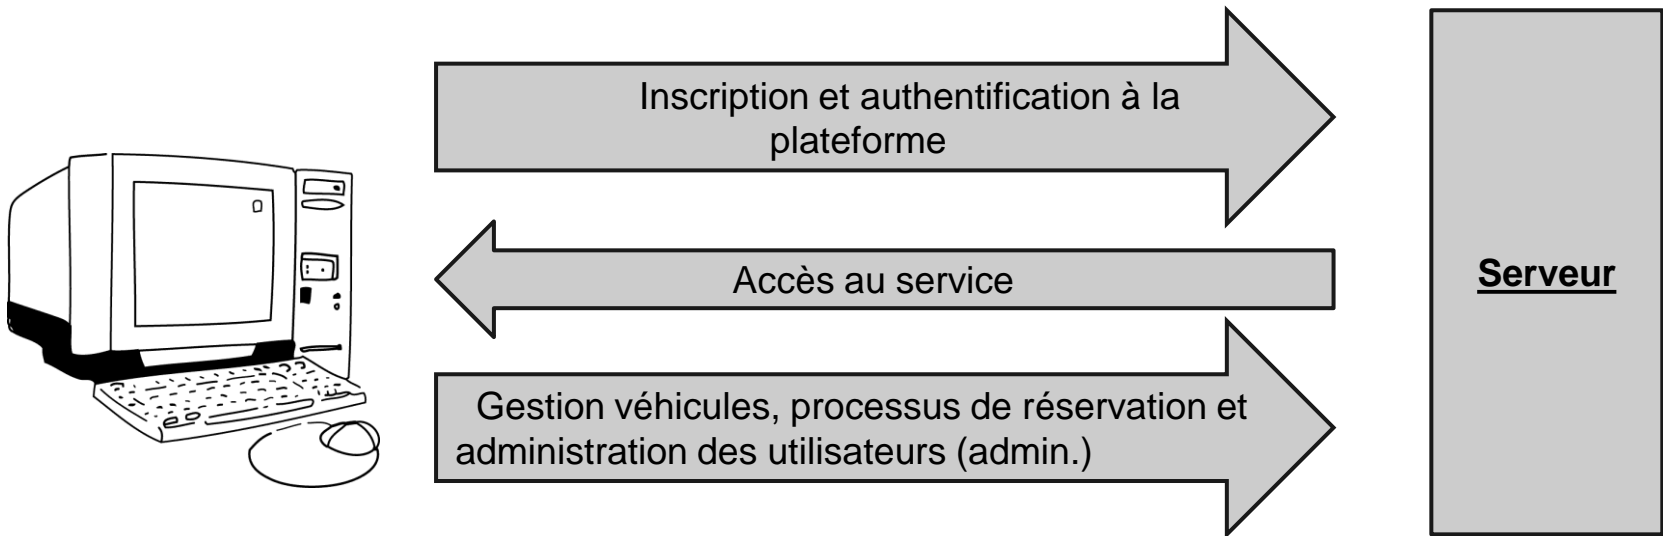 Inscription et authentification à la
plateforme
Accès au service
Serveur
Gestion véhicules, processus de réservation et
administration des utilisateurs (admin.)